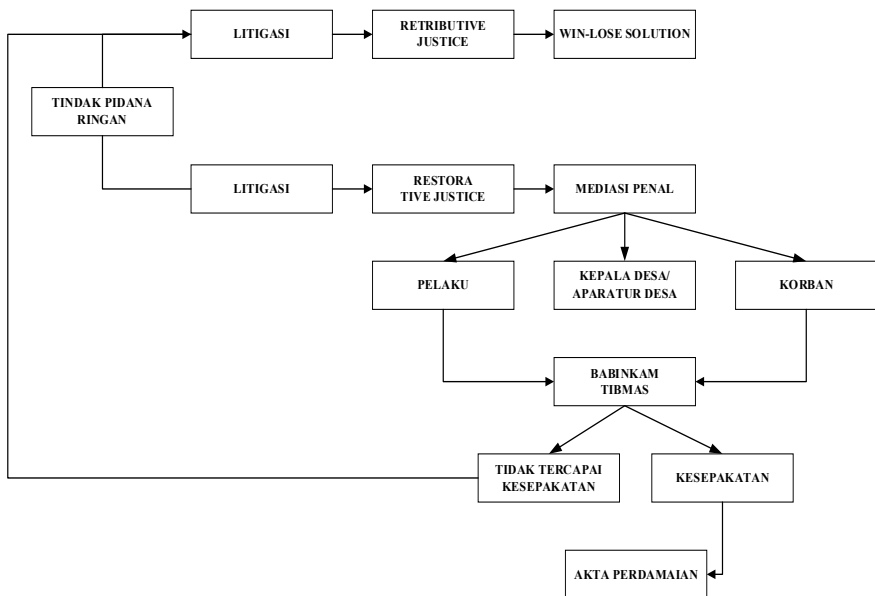 LITIGASI
RETRIBUTIVE
JUSTICE
WIN-LOSE SOLUTION
TINDAK PIDANA
RINGAN
LITIGASI
RESTORA
TIVE JUSTICE
MEDIASI PENAL
PELAKU
KEPALA DESA/
APARATUR DESA
KORBAN
BABINKAM
TIBMAS
TIDAK TERCAPAI
KESEPAKATAN
KESEPAKATAN
AKTA PERDAMAIAN